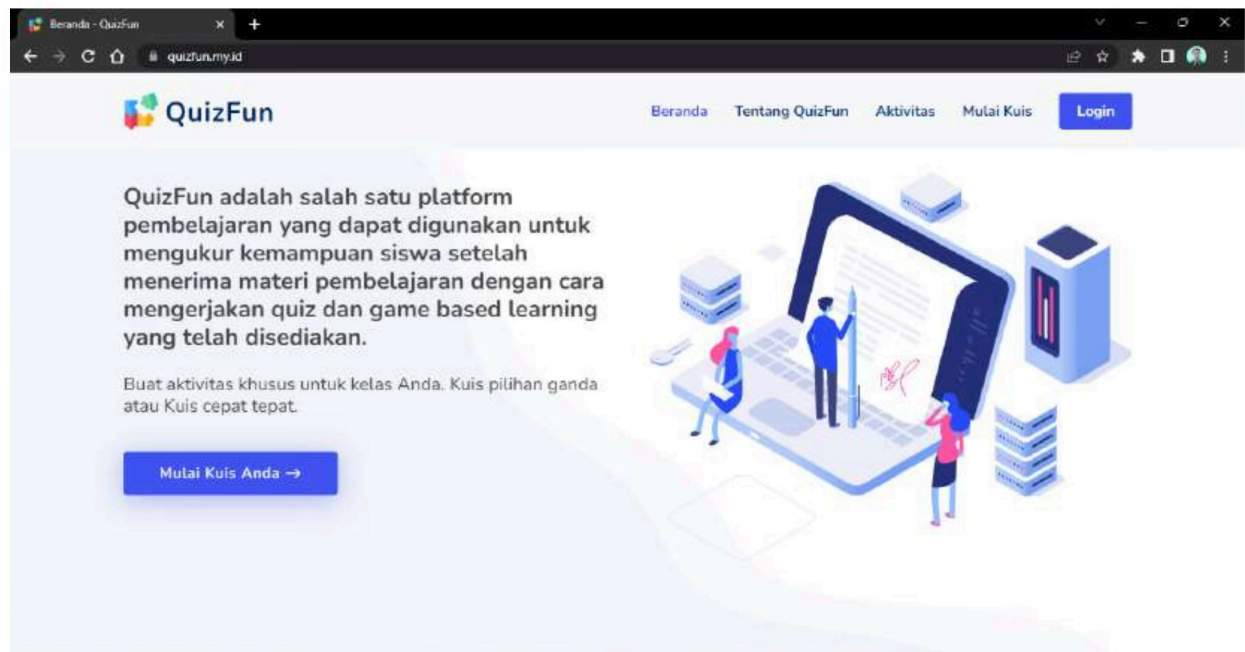 Beranda - QuizFun
quizfun.my.id
QuizFun
Beranda Tentang QuizFun Aktivitas Mulai Kuis Login
QuizFun adalah salah satu platform
pembelajaran yang dapat digunakan untuk
mengukur kemampuan siswa setelah
menerima materi pembelajaran dengan cara
mengerjakan quiz dan game based learning
yang telah disediakan.
Buat aktivitas khusus untuk kelas Anda. Kuis pilihan ganda
atau Kuis cepat tepat.
Mulai Kuis Anda →